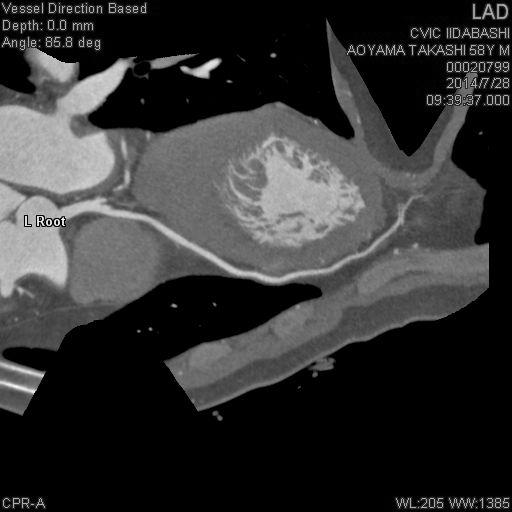 Vessel Direction Based
Depth: 0.0 mm
Angle: 85.8 deg
LAD
CVIC IIDABASHI
AOYAMA TAKASHI 58Y M
00020799
2014/7/28
09:39:37.000
L Root
CPR-A
WL:205 WW:1385